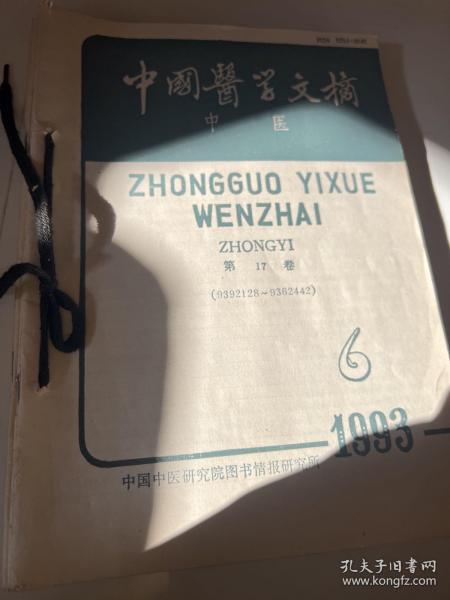 中國醫学文摘
中医
ZHONGGUO YIXUE
WENZHAI
ZHONGYI
第 17 卷
(9392128~9362442)
6
1993
中国中医研究院图书情报研究所
孔夫子旧书网
www.kongfz.com